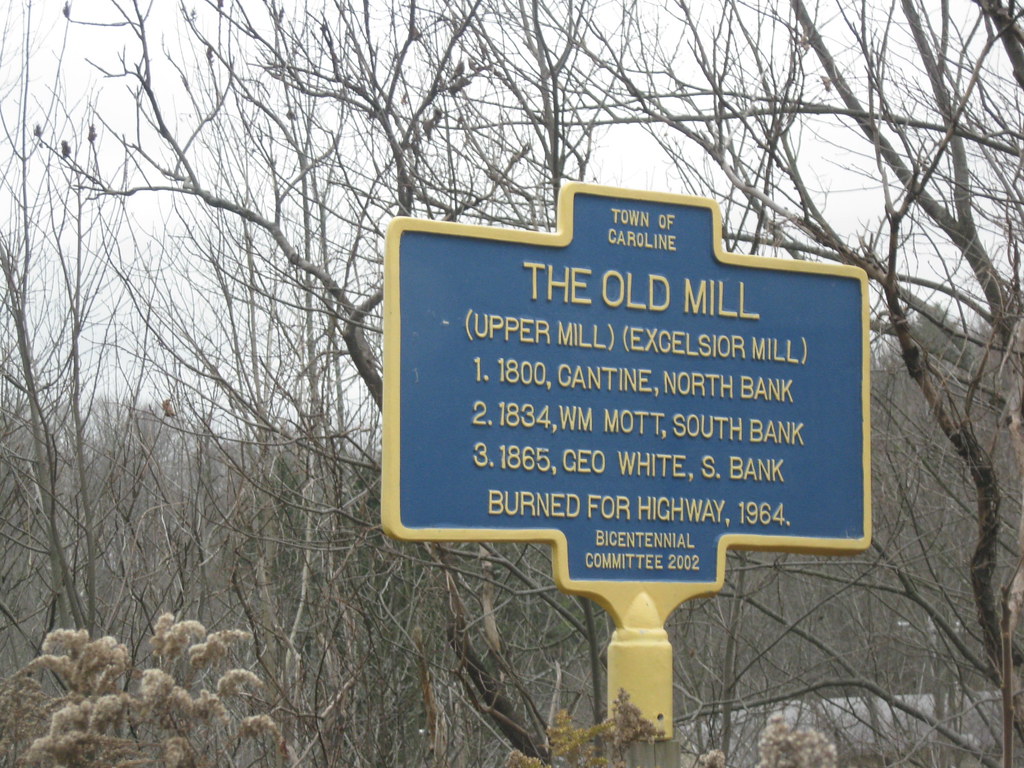 TOWN OF
CAROLINE
THE OLD MILL
(UPPER MILL) (EXCELSIOR MILL)
1. 1800, CANTINE, NORTH BANK
2. 1834, WM MOTT, SOUTH BANK
3. 1865, GEO WHITE, S. BANK
BURNED FOR HIGHWAY, 1964.
BICENTENNIAL
COMMITTEE 2002